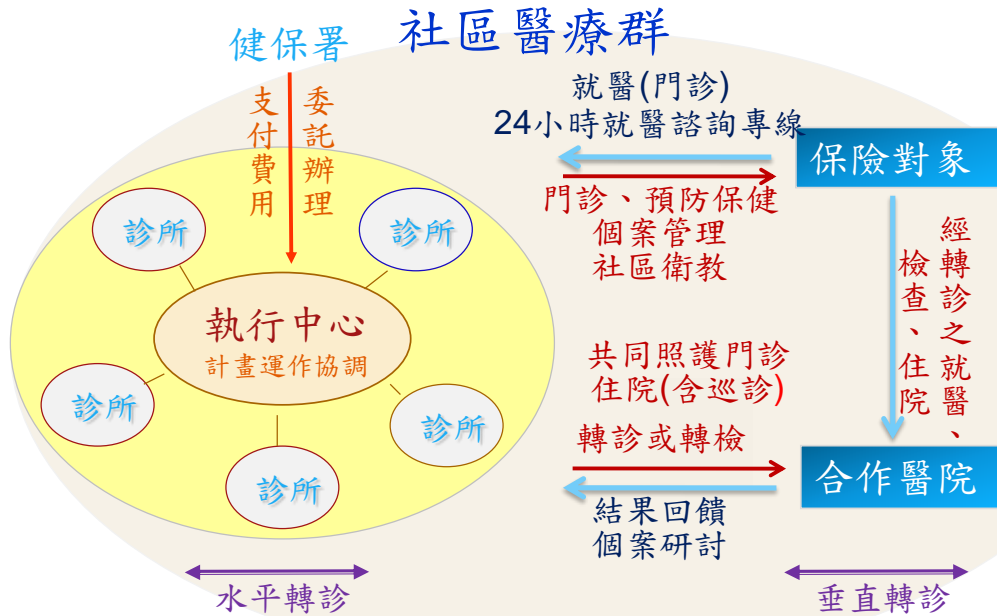 社區醫療群
健保署
支付費用
委託辦理
就醫(門診)
24小時就醫諮詢專線
保險對象
門診、預防保健
個案管理
社區衛教
診所
診所
執行中心
計畫運作協調
診所
診所
診所
經轉診之就醫、
檢查、住院
共同照護門診
住院(含巡診)
轉診或轉檢
合作醫院
結果回饋
個案研討
水平轉診
垂直轉診